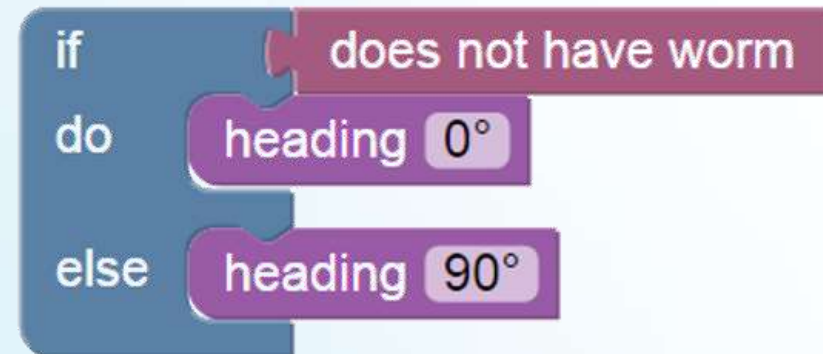 if does not have worm
do heading 0°
else heading 90°